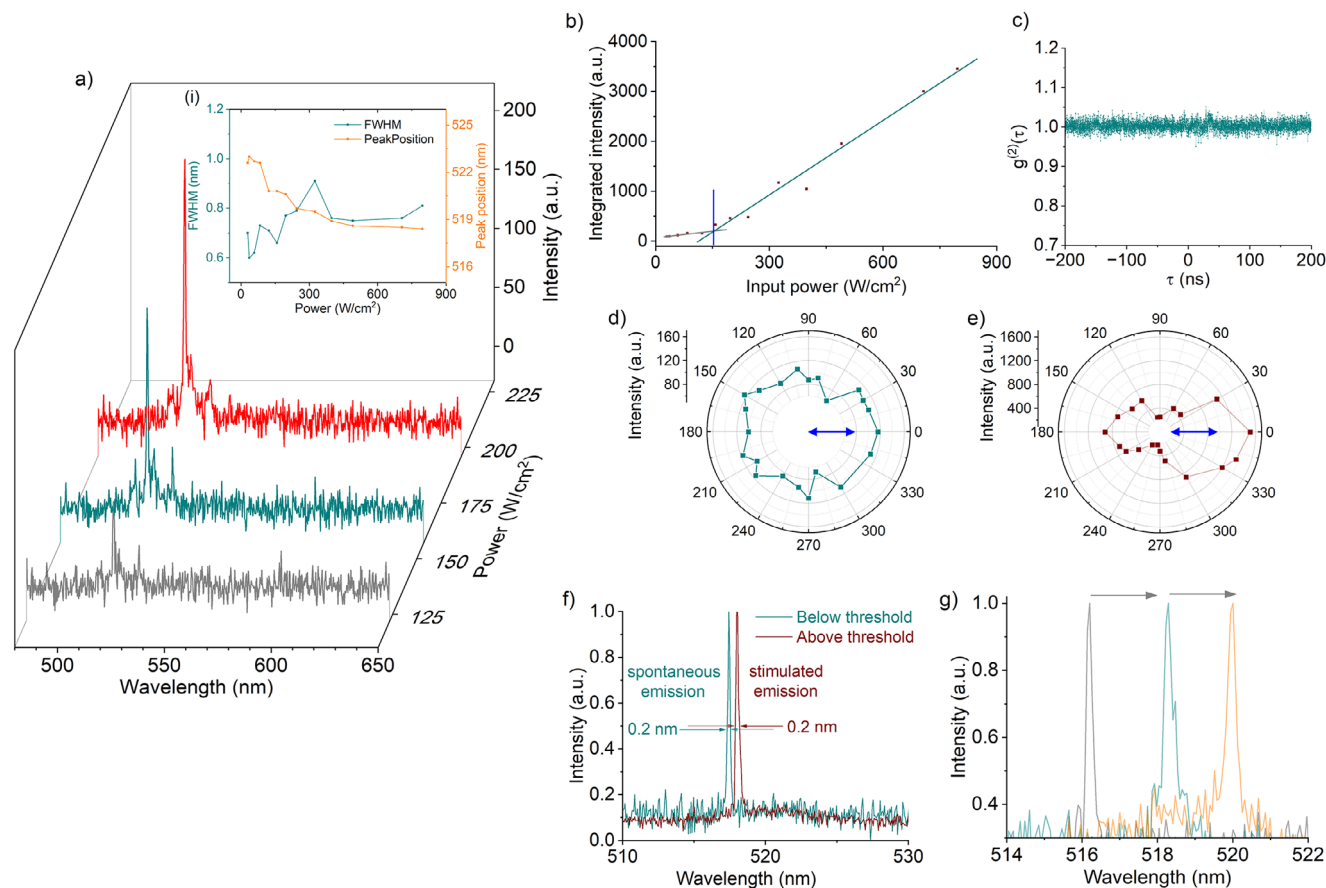 a)
(i)
1.2
1.0
0.8
0.6
FWHM (nm)
FWHM
PeakPosition
525
522
519
516
Peak position (nm)
0 300 600 900
Power (W/cm²)
200
150
100
50
0
Intensity (a.u.)
225
200
175
150
125
Power (W/cm²)
500 550 600 650
Wavelength (nm)
b)
4000
3000
2000
1000
0
Integrated intensity (a.u.)
0 300 600 900
Input power (W/cm²)
c)
1.2
1.1
1.0
0.9
0.8
0.7
g⁽²⁾(τ)
−200 −100 0 100 200
τ (ns)
d)
Intensity (a.u.)
160
120
80
90
120 60
150 30
180 0
210 330
240 300
270
e)
Intensity (a.u.)
1600
1200
800
400
90
120 60
150 30
180 0
210 330
240 300
270
f)
1.0
0.8
0.6
0.4
0.2
0.0
Intensity (a.u.)
Below threshold
Above threshold
spontaneous emission
stimulated emission
0.2 nm
0.2 nm
510 520 530
Wavelength (nm)
g)
1.0
0.8
0.6
0.4
Intensity (a.u.)
514 516 518 520 522
Wavelength (nm)